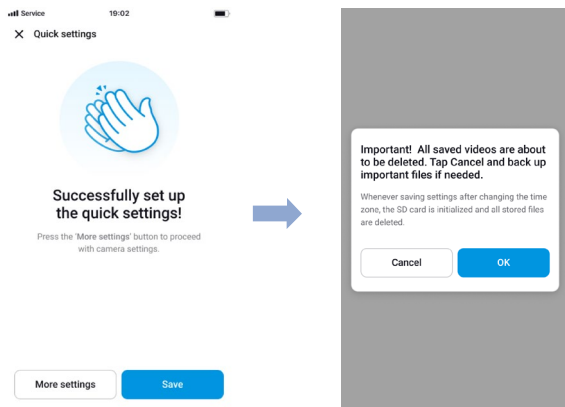 Service
19:02
Quick settings
Successfully set up
the quick settings!
Press the 'More settings' button to proceed
with camera settings.
More settings
Save
Important!  All saved videos are about
to be deleted. Tap Cancel and back up
important files if needed.
Whenever saving settings after changing the time
zone, the SD card is initialized and all stored files
are deleted.
Cancel
OK